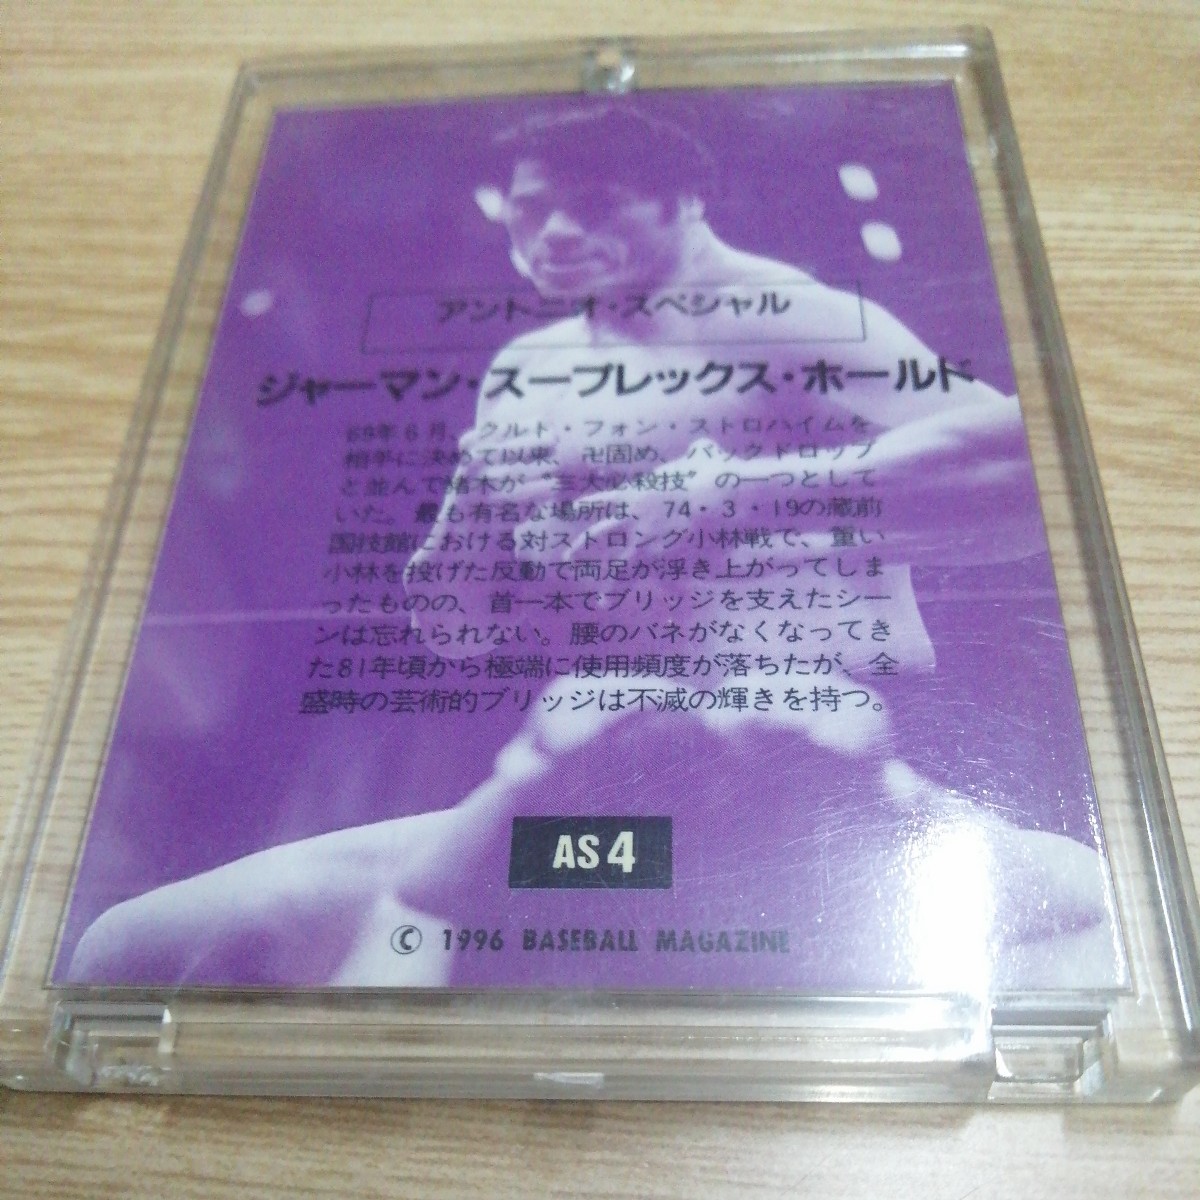 アントニオ・スペシャル
ジャーマン・スープレックス・ホールド
69年6月、クルト・フォン・ストロハイムを
相手に決めて以来、卍固め、バックドロップ
と並んで猪木が“三大必殺技”の一つとして
いた。最も有名な場所は、74・3・19の蔵前
国技館における対ストロング小林戦で、重い
小林を投げた反動で両足が浮き上がってしま
ったものの、首一本でブリッジを支えたシー
ンは忘れられない。腰のバネがなくなってき
た81年頃から極端に使用頻度が落ちたが、全
盛時の芸術的ブリッジは不滅の輝きを持つ。
AS4
© 1996 BASEBALL MAGAZINE